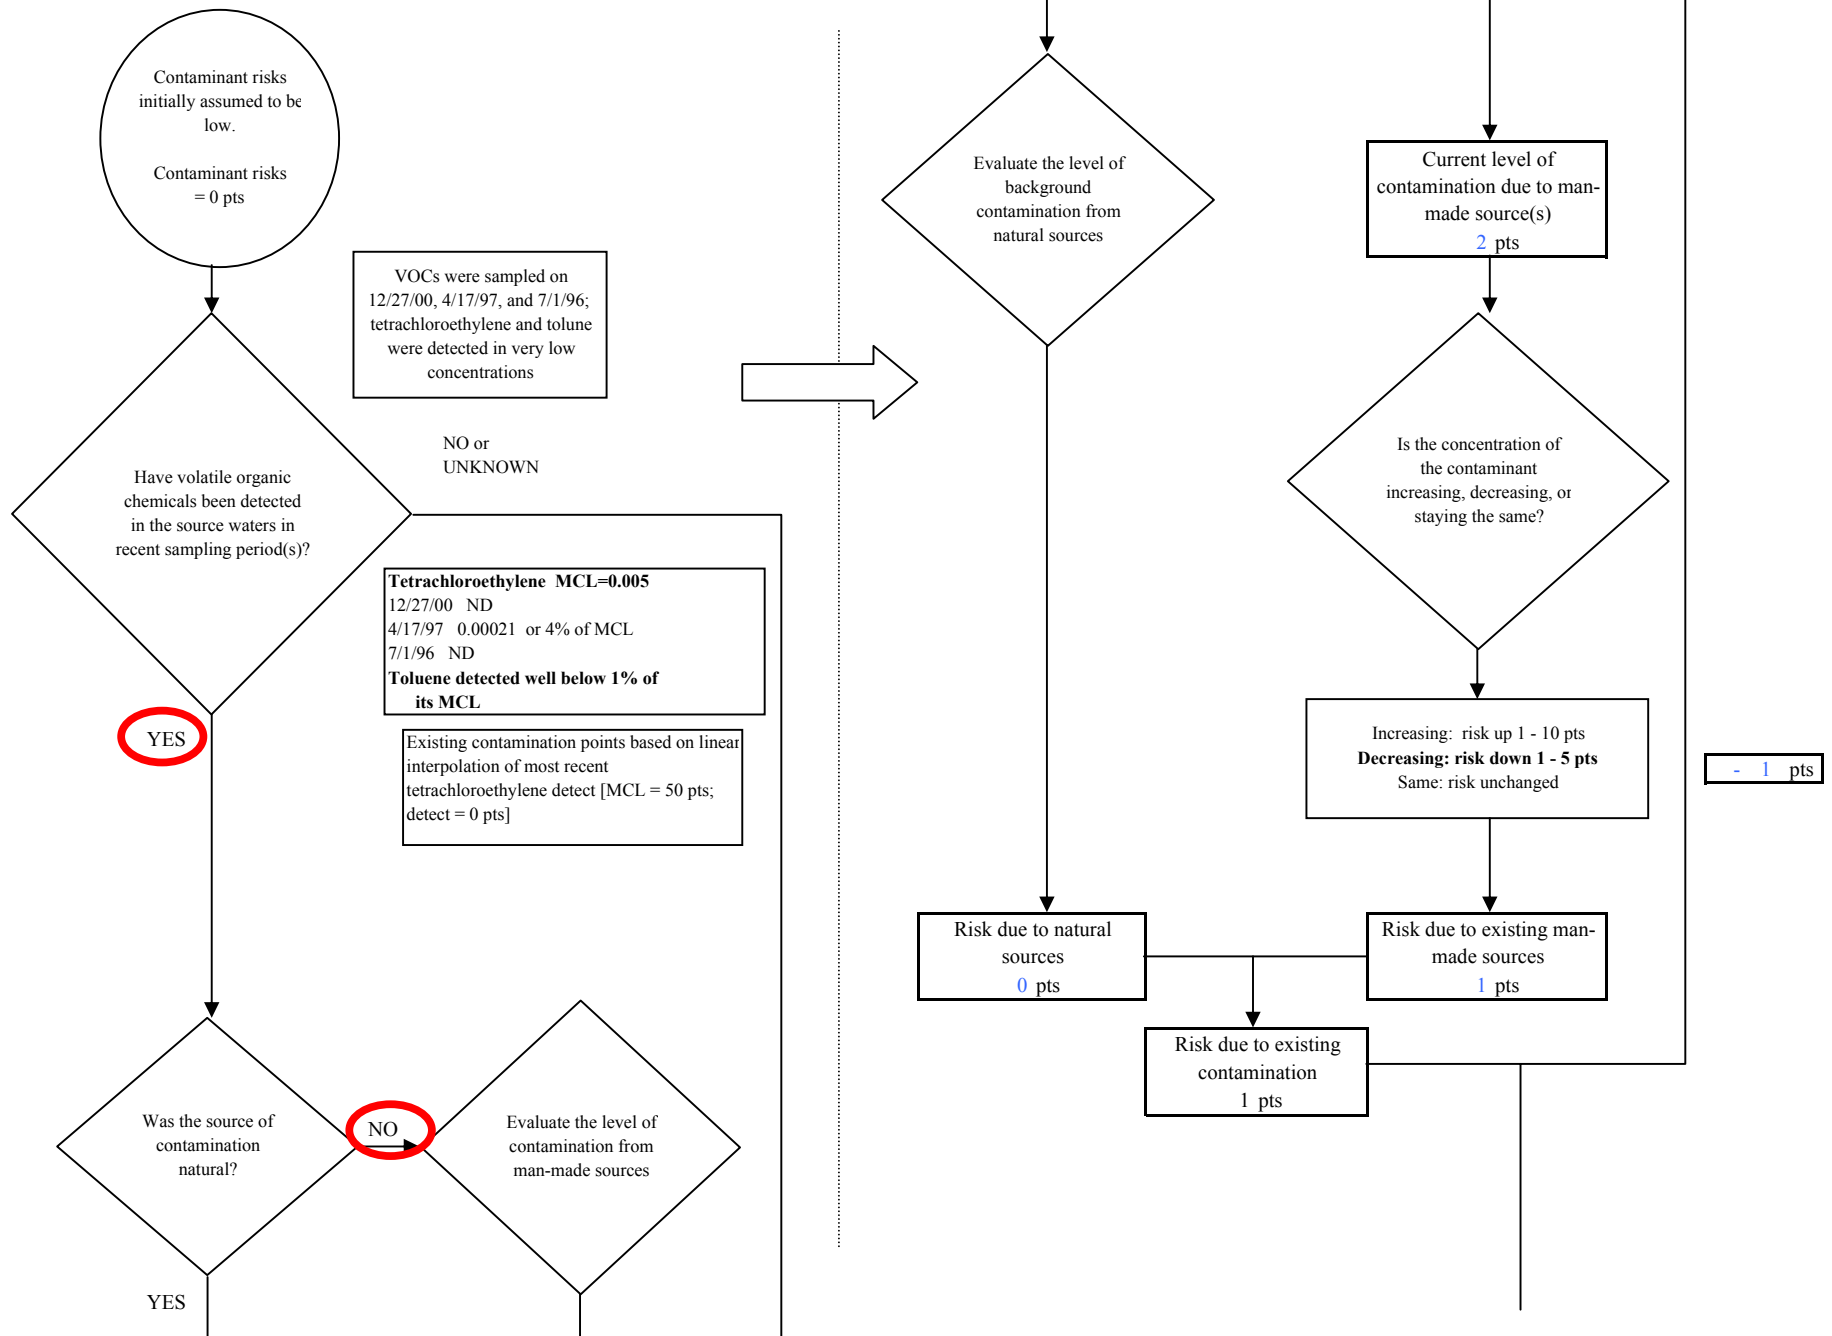 Contaminant risks
initially assumed to be
low.
Contaminant risks
= 0 pts
VOCs were sampled on
12/27/00, 4/17/97, and 7/1/96;
tetrachloroethylene and tolune
were detected in very low
concentrations
NO or
UNKNOWN
Have volatile organic
chemicals been detected
in the source waters in
recent sampling period(s)?
Tetrachloroethylene MCL=0.005
12/27/00 ND
4/17/97 0.00021 or 4% of MCL
7/1/96 ND
Toluene detected well below 1% of
its MCL
YES
Existing contamination points based on linear
interpolation of most recent
tetrachloroethylene detect [MCL = 50 pts;
detect = 0 pts]
Was the source of
contamination
natural?
NO
Evaluate the level of
contamination from
man-made sources
YES
Evaluate the level of
background
contamination from
natural sources
Current level of
contamination due to man-
made source(s)
2 pts
Is the concentration of
the contaminant
increasing, decreasing, or
staying the same?
Increasing: risk up 1 - 10 pts
Decreasing: risk down 1 - 5 pts
Same: risk unchanged
- 1 pts
Risk due to natural
sources
0 pts
Risk due to existing man-
made sources
1 pts
Risk due to existing
contamination
1 pts